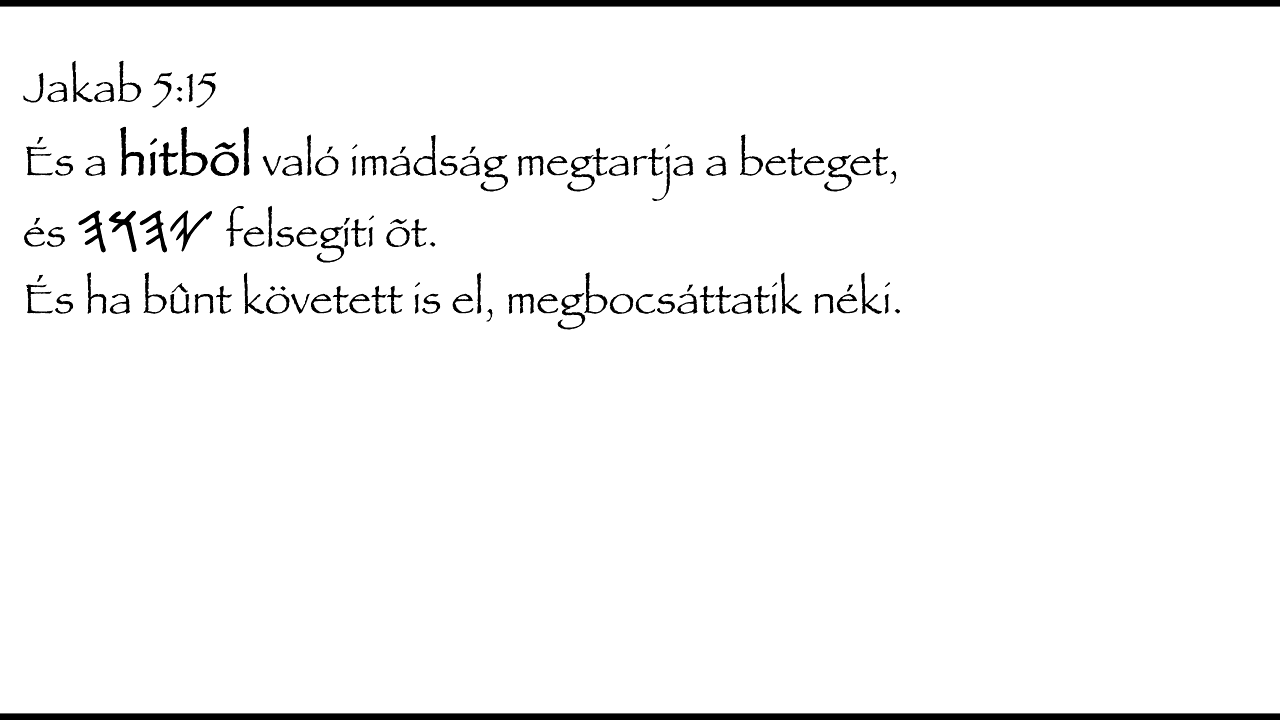 Jakab 5:15
És a hitbõl való imádság megtartja a beteget,
és 𐤉𐤄𐤅𐤄 felsegíti õt.
És ha bûnt követett is el, megbocsáttatik néki.